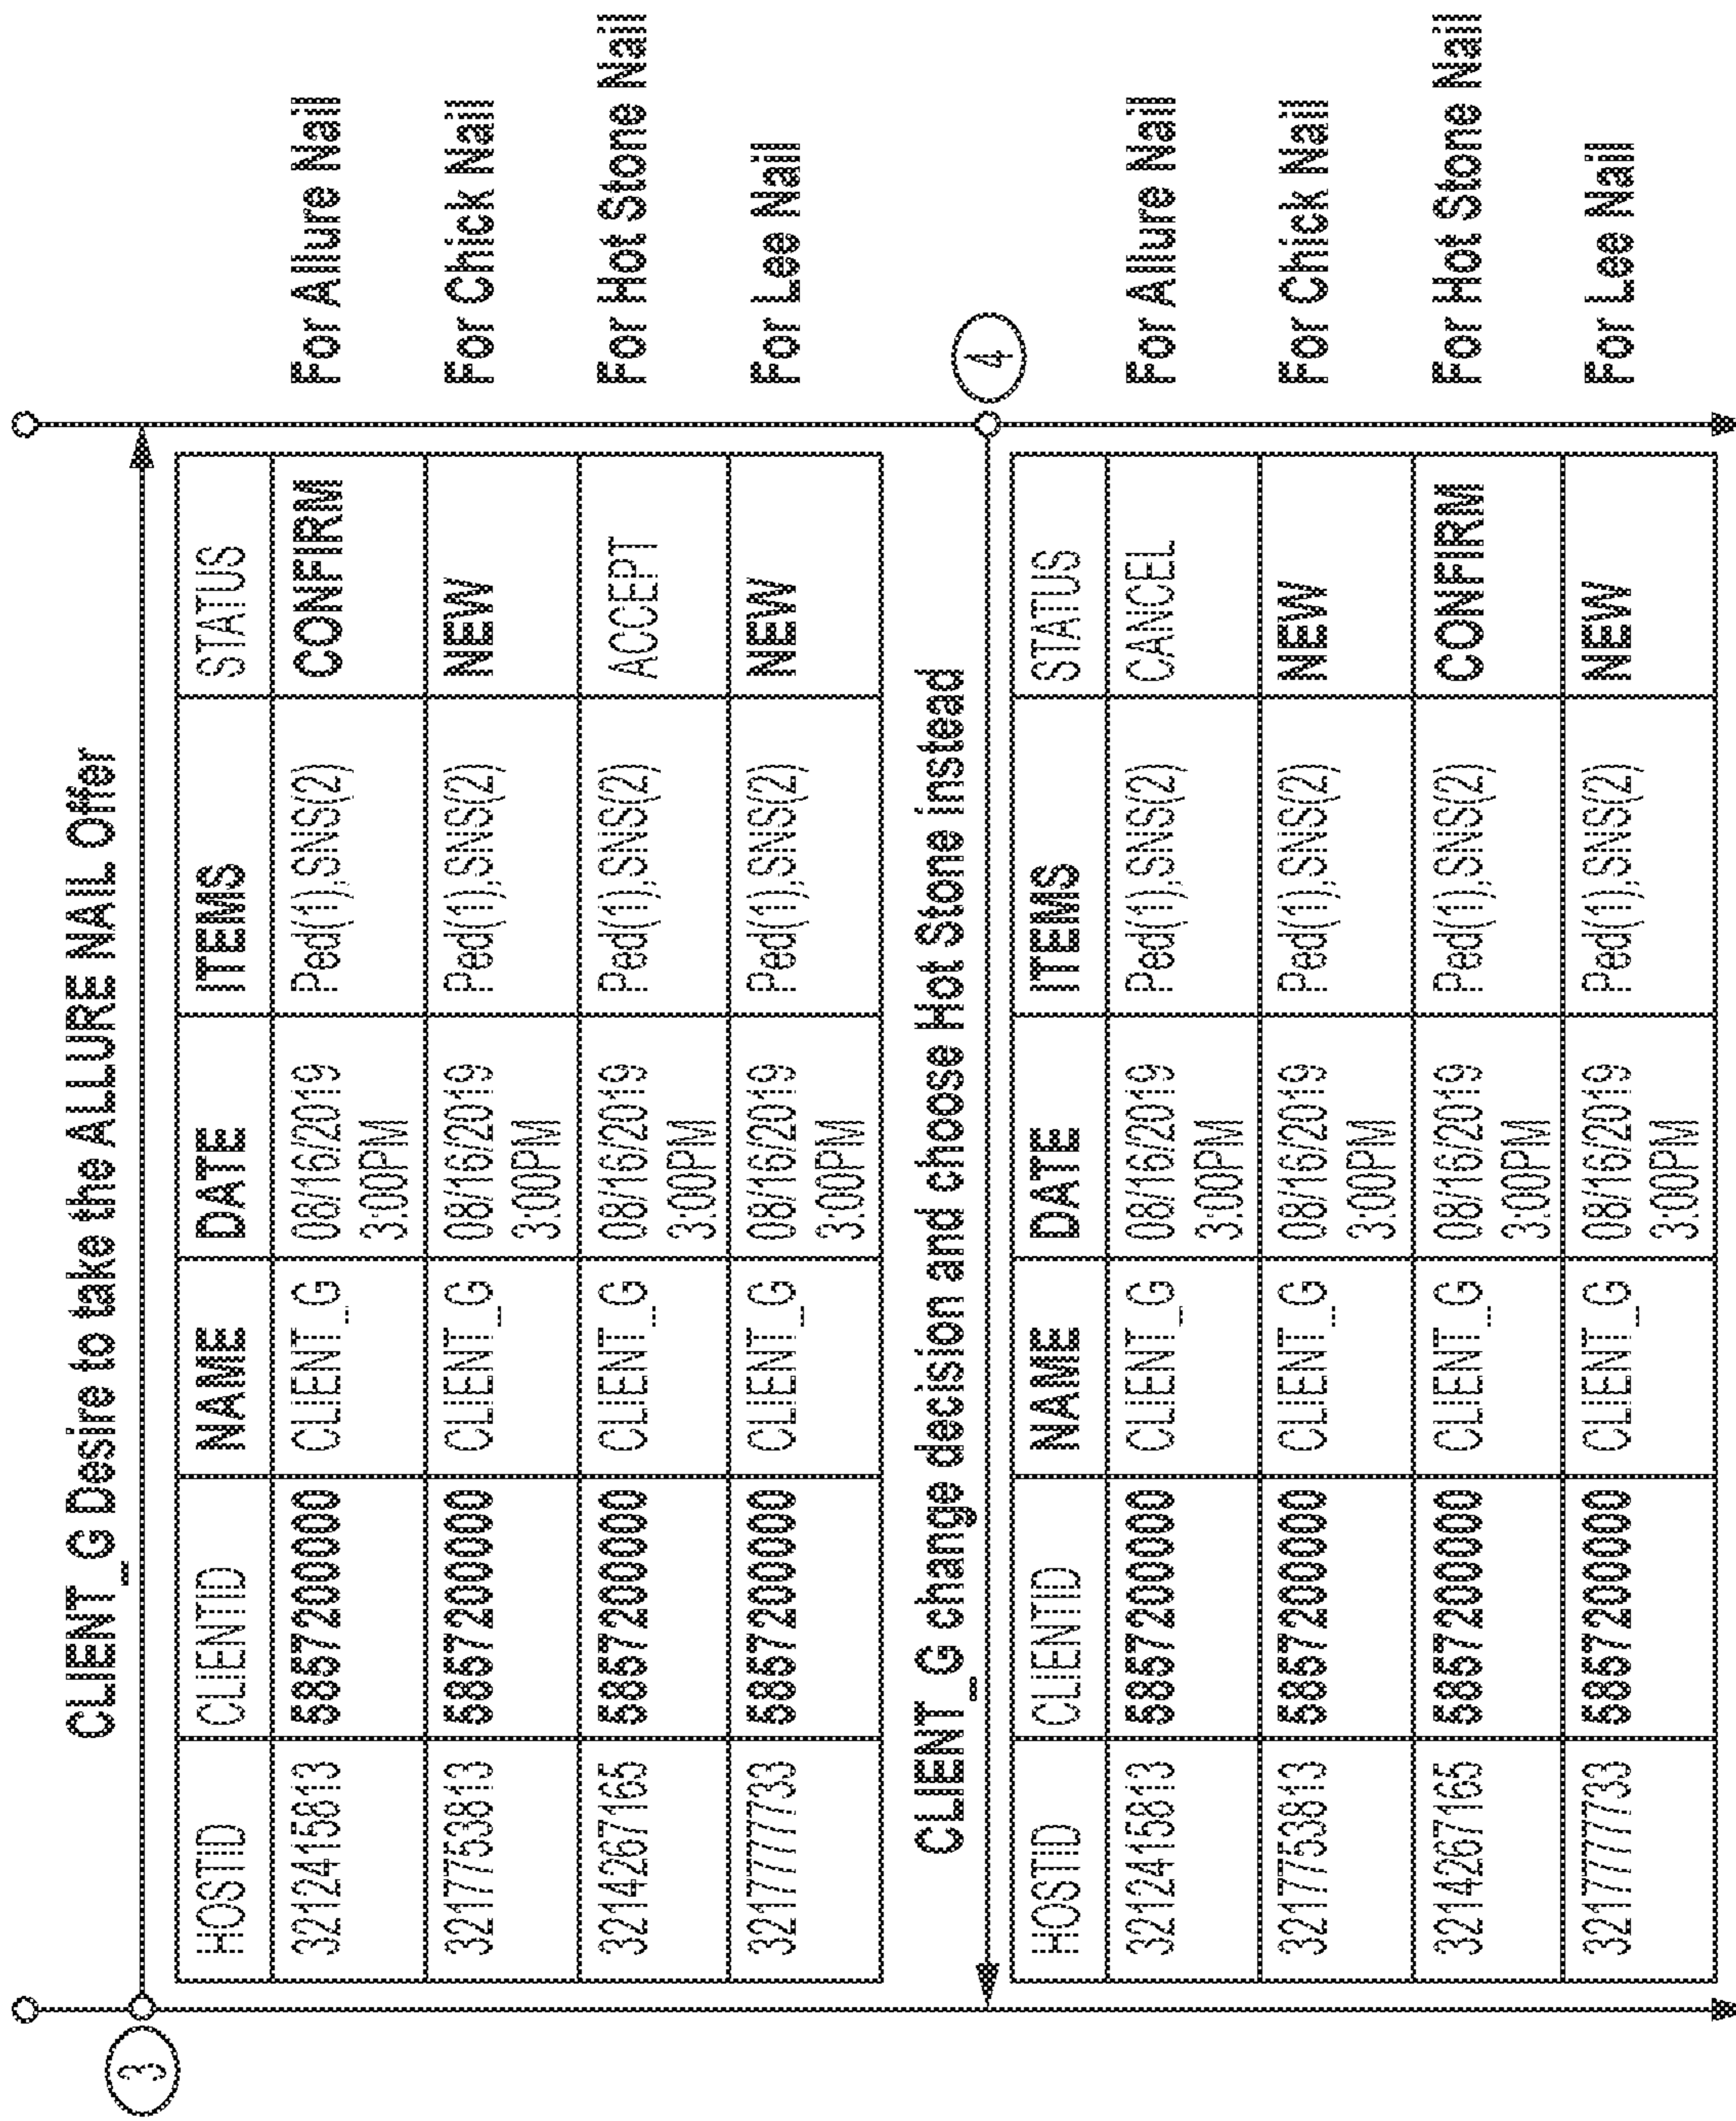 3
CLIENT_G Desire to take the ALLURE NAIL Offer
HOSTID CLIENTID NAME DATE ITEMS STATUS
3212415813 5857200000 CLIENT_G 08/16/2019 Ped(1),SNS(2) CONFIRM For Allure Nail
3:00PM
3217753813 5857200000 CLIENT_G 08/16/2019 Ped(1),SNS(2) NEW For Chick Nail
3:00PM
3214267165 5857200000 CLIENT_G 08/16/2019 Ped(1),SNS(2) ACCEPT For Hot Stone Nail
3:00PM
3217777733 5857200000 CLIENT_G 08/16/2019 Ped(1),SNS(2) NEW For Lee Nail
3:00PM
CLIENT_G change decision and choose Hot Stone instead
4
HOSTID CLIENTID NAME DATE ITEMS STATUS
3212415813 5857200000 CLIENT_G 08/16/2019 Ped(1),SNS(2) CANCEL For Allure Nail
3:00PM
3217753813 5857200000 CLIENT_G 08/16/2019 Ped(1),SNS(2) NEW For Chick Nail
3:00PM
3214267165 5857200000 CLIENT_G 08/16/2019 Ped(1),SNS(2) CONFIRM For Hot Stone Nail
3:00PM
3217777733 5857200000 CLIENT_G 08/16/2019 Ped(1),SNS(2) NEW For Lee Nail
3:00PM